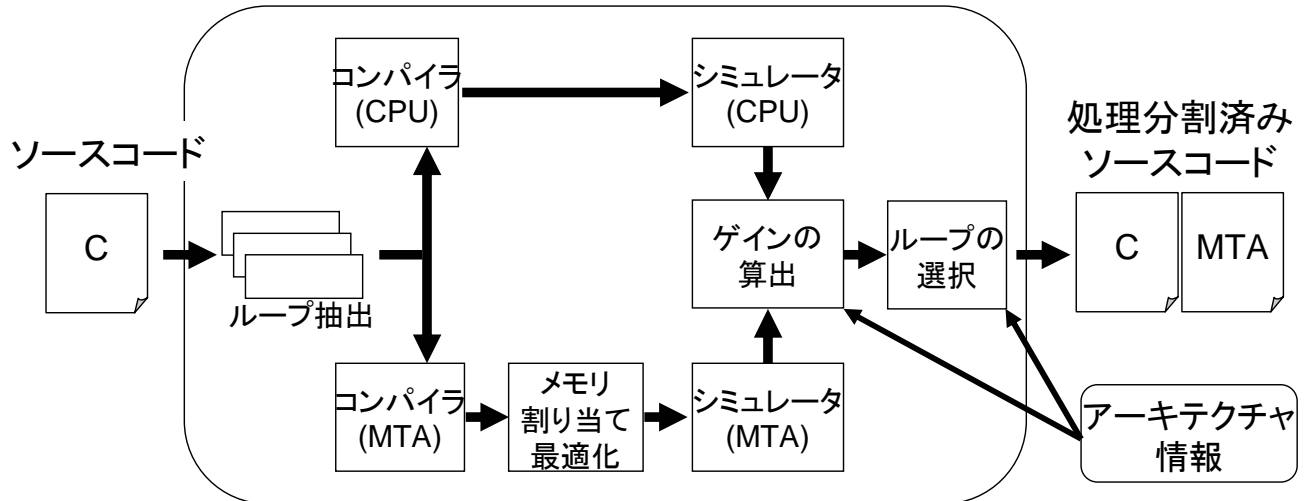 ソースコード
C
ループ抽出
コンパイラ
(CPU)
シミュレータ
(CPU)
コンパイラ
(MTA)
メモリ
割り当て
最適化
シミュレータ
(MTA)
ゲインの
算出
ループの
選択
処理分割済み
ソースコード
C
MTA
アーキテクチャ
情報